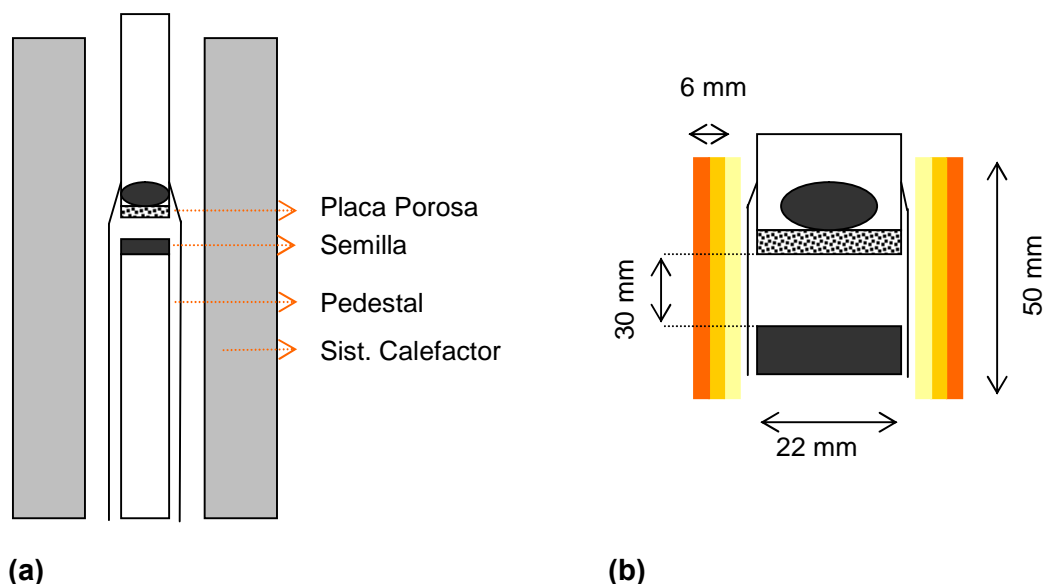 Placa Porosa
Semilla
Pedestal
Sist. Calefactor
(a)
6 mm
30 mm
50 mm
22 mm
(b)